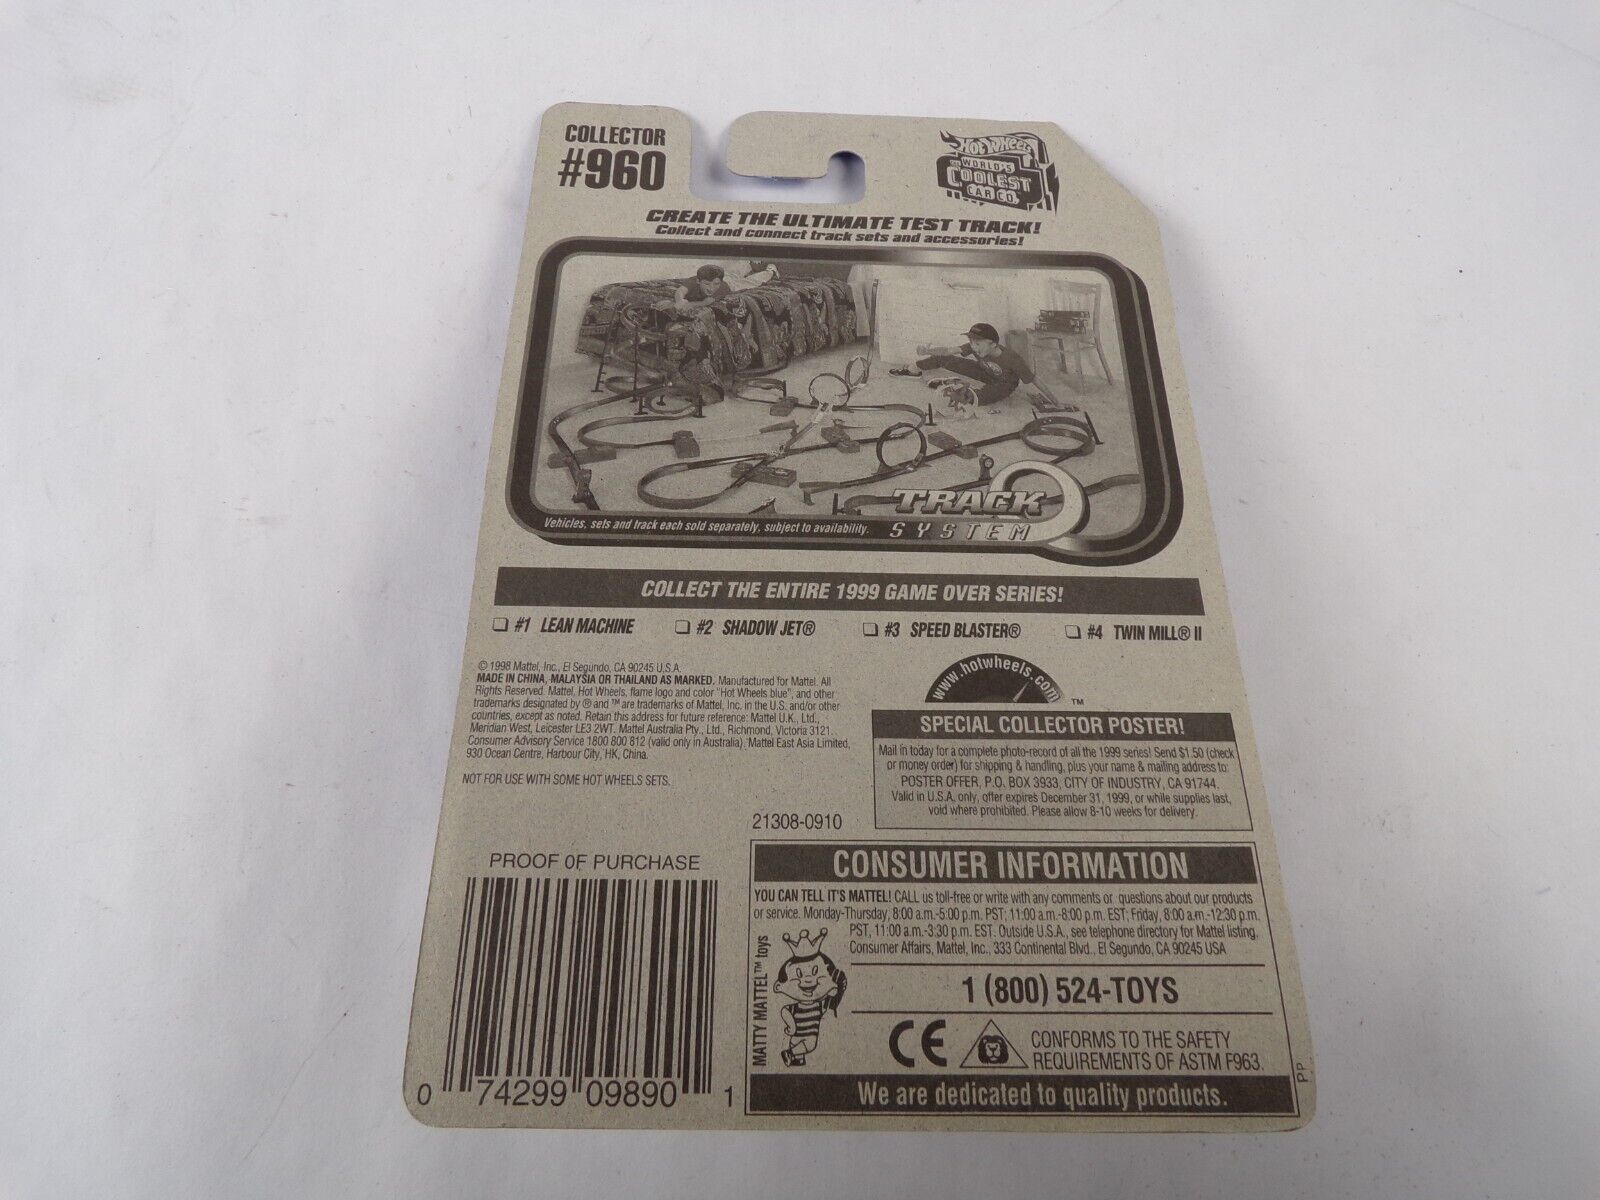 COLLECTOR
#960
HOT WHEELS
WORLD'S
COOLEST
CAR CO.
CREATE THE ULTIMATE TEST TRACK!
Collect and connect track sets and accessories!
TRACK
SYSTEM
Vehicles, sets and track each sold separately, subject to availability.
COLLECT THE ENTIRE 1999 GAME OVER SERIES!
❏ #1 LEAN MACHINE ❏ #2 SHADOW JET® ❏ #3 SPEED BLASTER® ❏ #4 TWIN MILL® II
© 1998 Mattel, Inc., El Segundo, CA 90245 U.S.A.
MADE IN CHINA, MALAYSIA OR THAILAND AS MARKED. Manufactured for Mattel. All
Rights Reserved. Mattel, Hot Wheels, flame logo and color "Hot Wheels blue", and other
trademarks designated by ® and ™ are trademarks of Mattel, Inc. in the U.S. and/or other
countries, except as noted. Retain this address for future reference: Mattel U.K., Ltd.,
Meridian West, Leicester LE3 2WT. Mattel Australia Pty., Ltd., Richmond, Victoria 3121.
Consumer Advisory Service 1800 800 812 (valid only in Australia). Mattel East Asia Limited,
930 Ocean Centre, Harbour City, HK, China.
NOT FOR USE WITH SOME HOT WHEELS SETS.
www.hotwheels.com ™
SPECIAL COLLECTOR POSTER!
Mail in today for a complete photo-record of all the 1999 series! Send $1.50 (check
or money order) for shipping & handling, plus your name & mailing address to:
POSTER OFFER, P.O. BOX 3933, CITY OF INDUSTRY, CA 91744.
Valid in U.S.A. only, offer expires December 31, 1999, or while supplies last,
void where prohibited. Please allow 8-10 weeks for delivery.
21308-0910
PROOF OF PURCHASE
0 74299 09890 1
CONSUMER INFORMATION
YOU CAN TELL IT'S MATTEL! CALL us toll-free or write with any comments or questions about our products
or service. Monday-Thursday, 8:00 a.m.-5:00 p.m. PST; 11:00 a.m.-8:00 p.m. EST; Friday, 8:00 a.m.-12:30 p.m.
PST, 11:00 a.m.-3:30 p.m. EST. Outside U.S.A., see telephone directory for Mattel listing.
Consumer Affairs, Mattel, Inc., 333 Continental Blvd., El Segundo, CA 90245 USA
MATTY MATTEL™ toys
1 (800) 524-TOYS
CE
CONFORMS TO THE SAFETY
REQUIREMENTS OF ASTM F963.
We are dedicated to quality products.
PP